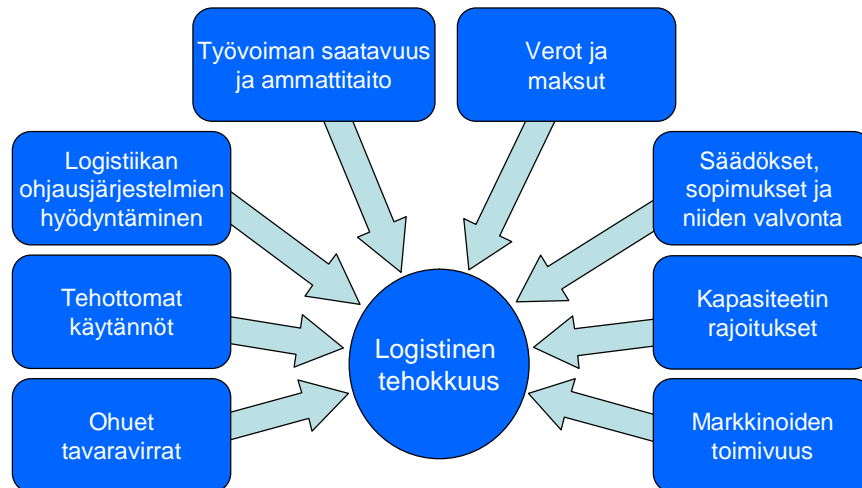 Työvoiman saatavuus
ja ammattitaito
Verot ja
maksut
Logistiikan
ohjausjärjestelmien
hyödyntäminen
Säädökset,
sopimukset ja
niiden valvonta
Tehottomat
käytännöt
Kapasiteetin
rajoitukset
Logistinen
tehokkuus
Ohuet
tavaravirrat
Markkinoiden
toimivuus